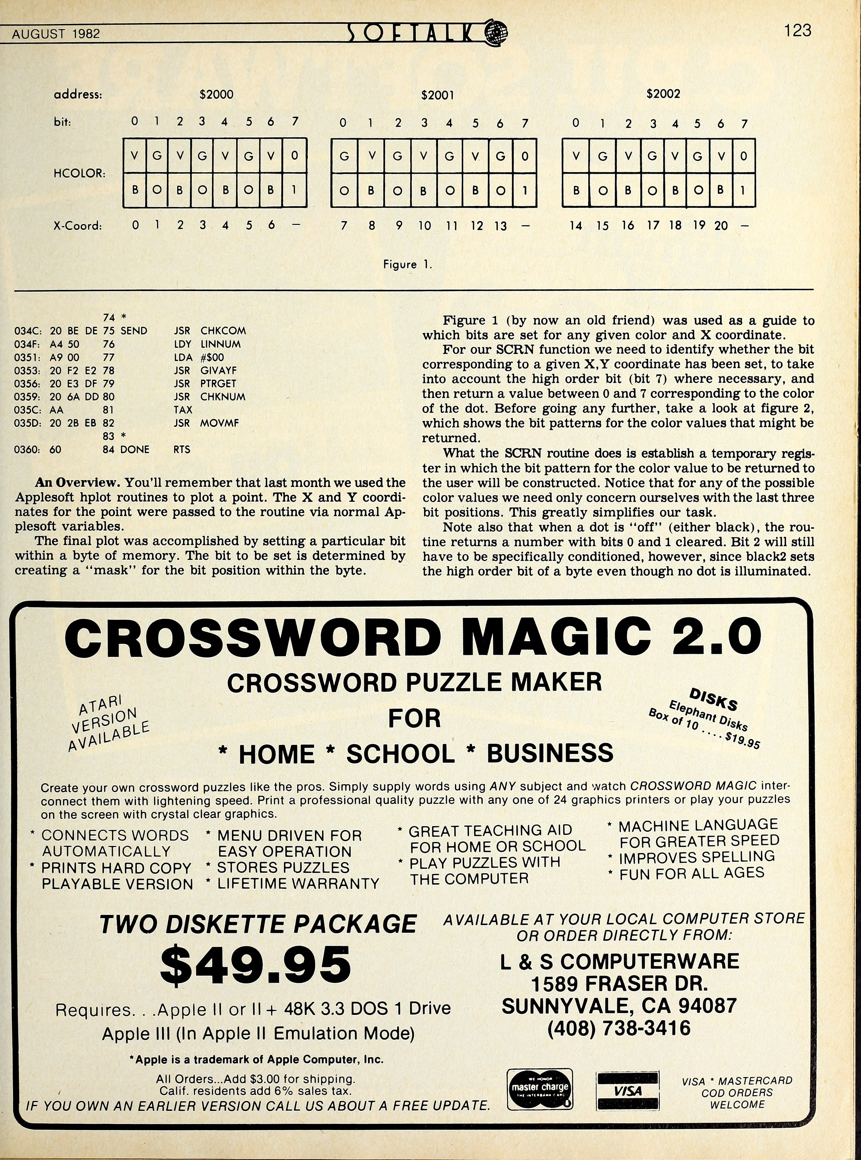 AUGUST 1982
SOFTALK
123
address: $2000 $2001 $2002
bit: 0 1 2 3 4 5 6 7 0 1 2 3 4 5 6 7 0 1 2 3 4 5 6 7
HCOLOR:
V G V G V G V 0 G V G V G V G 0 V G V G V G V 0
B O B O B O B 1 O B O B O B O 1 B O B O B O B 1
X-Coord: 0 1 2 3 4 5 6 – 7 8 9 10 11 12 13 – 14 15 16 17 18 19 20 –
Figure 1.
74 *
034C: 20 BE DE 75 SEND JSR CHKCOM
034F: A4 50 76 LDY LINNUM
0351: A9 00 77 LDA #$00
0353: 20 F2 E2 78 JSR GIVAYF
0356: 20 E3 DF 79 JSR PTRGET
0359: 20 6A DD 80 JSR CHKNUM
035C: AA 81 TAX
035D: 20 2B EB 82 JSR MOVMF
83 *
0360: 60 84 DONE RTS
An Overview. You'll remember that last month we used the
Applesoft hplot routines to plot a point. The X and Y coordi-
nates for the point were passed to the routine via normal Ap-
plesoft variables.
The final plot was accomplished by setting a particular bit
within a byte of memory. The bit to be set is determined by
creating a "mask" for the bit position within the byte.
Figure 1 (by now an old friend) was used as a guide to
which bits are set for any given color and X coordinate.
For our SCRN function we need to identify whether the bit
corresponding to a given X,Y coordinate has been set, to take
into account the high order bit (bit 7) where necessary, and
then return a value between 0 and 7 corresponding to the color
of the dot. Before going any further, take a look at figure 2,
which shows the bit patterns for the color values that might be
returned.
What the SCRN routine does is establish a temporary regis-
ter in which the bit pattern for the color value to be returned to
the user will be constructed. Notice that for any of the possible
color values we need only concern ourselves with the last three
bit positions. This greatly simplifies our task.
Note also that when a dot is "off" (either black), the rou-
tine returns a number with bits 0 and 1 cleared. Bit 2 will still
have to be specifically conditioned, however, since black2 sets
the high order bit of a byte even though no dot is illuminated.
CROSSWORD MAGIC 2.0
CROSSWORD PUZZLE MAKER
FOR
* HOME * SCHOOL * BUSINESS
ATARI
VERSION
AVAILABLE
DISKS
Elephant Disks
Box of 10 .... $19.95
Create your own crossword puzzles like the pros. Simply supply words using ANY subject and watch CROSSWORD MAGIC inter-
connect them with lightening speed. Print a professional quality puzzle with any one of 24 graphics printers or play your puzzles
on the screen with crystal clear graphics.
* CONNECTS WORDS
AUTOMATICALLY
* PRINTS HARD COPY
PLAYABLE VERSION
* MENU DRIVEN FOR
EASY OPERATION
* STORES PUZZLES
* LIFETIME WARRANTY
* GREAT TEACHING AID
FOR HOME OR SCHOOL
* PLAY PUZZLES WITH
THE COMPUTER
* MACHINE LANGUAGE
FOR GREATER SPEED
* IMPROVES SPELLING
* FUN FOR ALL AGES
TWO DISKETTE PACKAGE
$49.95
Requires. . .Apple II or II + 48K 3.3 DOS 1 Drive
Apple III (In Apple II Emulation Mode)
*Apple is a trademark of Apple Computer, Inc.
All Orders...Add $3.00 for shipping.
Calif. residents add 6% sales tax.
IF YOU OWN AN EARLIER VERSION CALL US ABOUT A FREE UPDATE.
AVAILABLE AT YOUR LOCAL COMPUTER STORE
OR ORDER DIRECTLY FROM:
L & S COMPUTERWARE
1589 FRASER DR.
SUNNYVALE, CA 94087
(408) 738-3416
WE HONOR
master charge
VISA
VISA * MASTERCARD
COD ORDERS
WELCOME